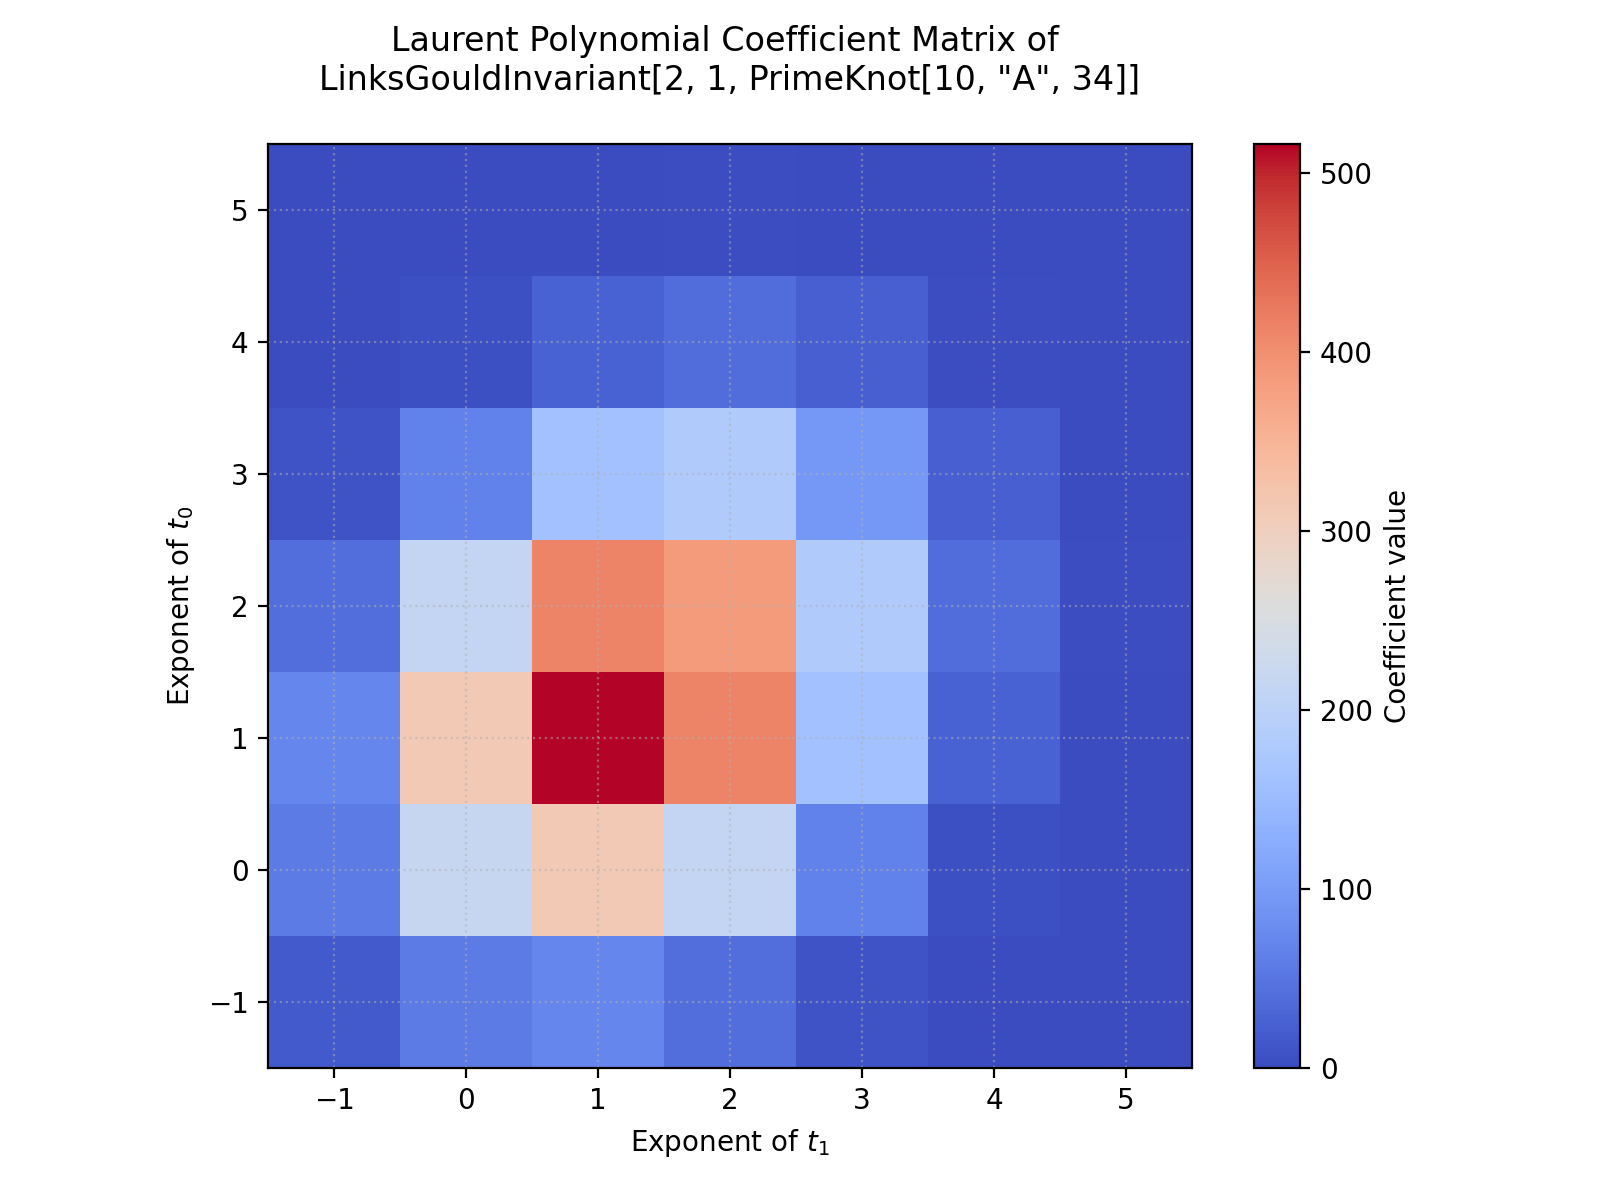 Laurent Polynomial Coefficient Matrix of
LinksGouldInvariant[2, 1, PrimeKnot[10, "A", 34]]
5
4
3
2
1
0
−1
Exponent of t₀
−1 0 1 2 3 4 5
Exponent of t₁
500
400
300
200
100
0
Coefficient value